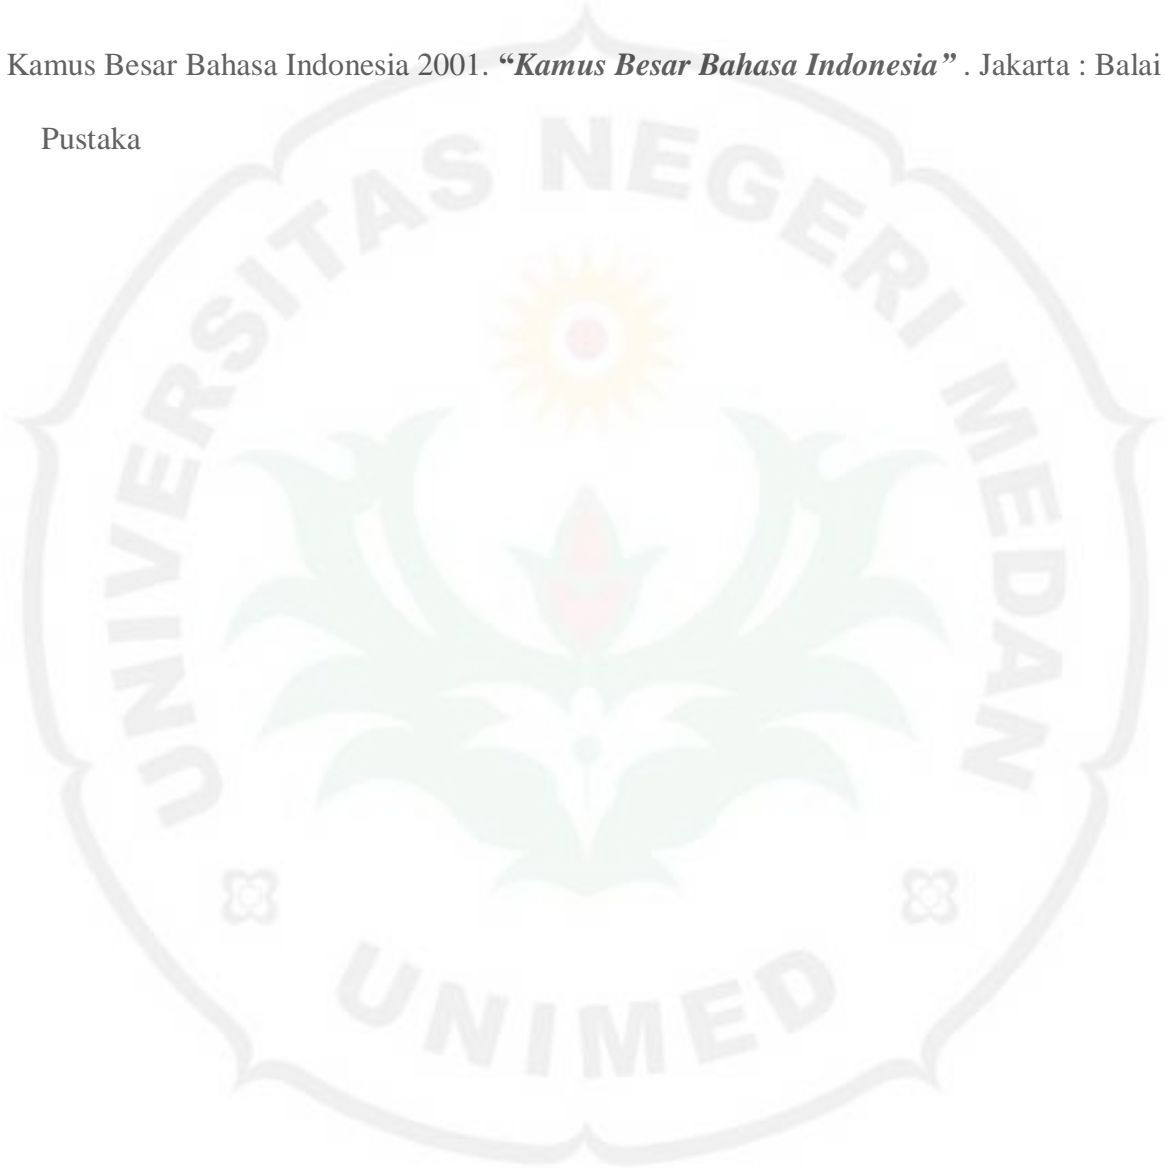 Kamus Besar Bahasa Indonesia 2001. “Kamus Besar Bahasa Indonesia” . Jakarta : Balai
Pustaka
UNIVERSITAS NEGERI MEDAN
UNIMED